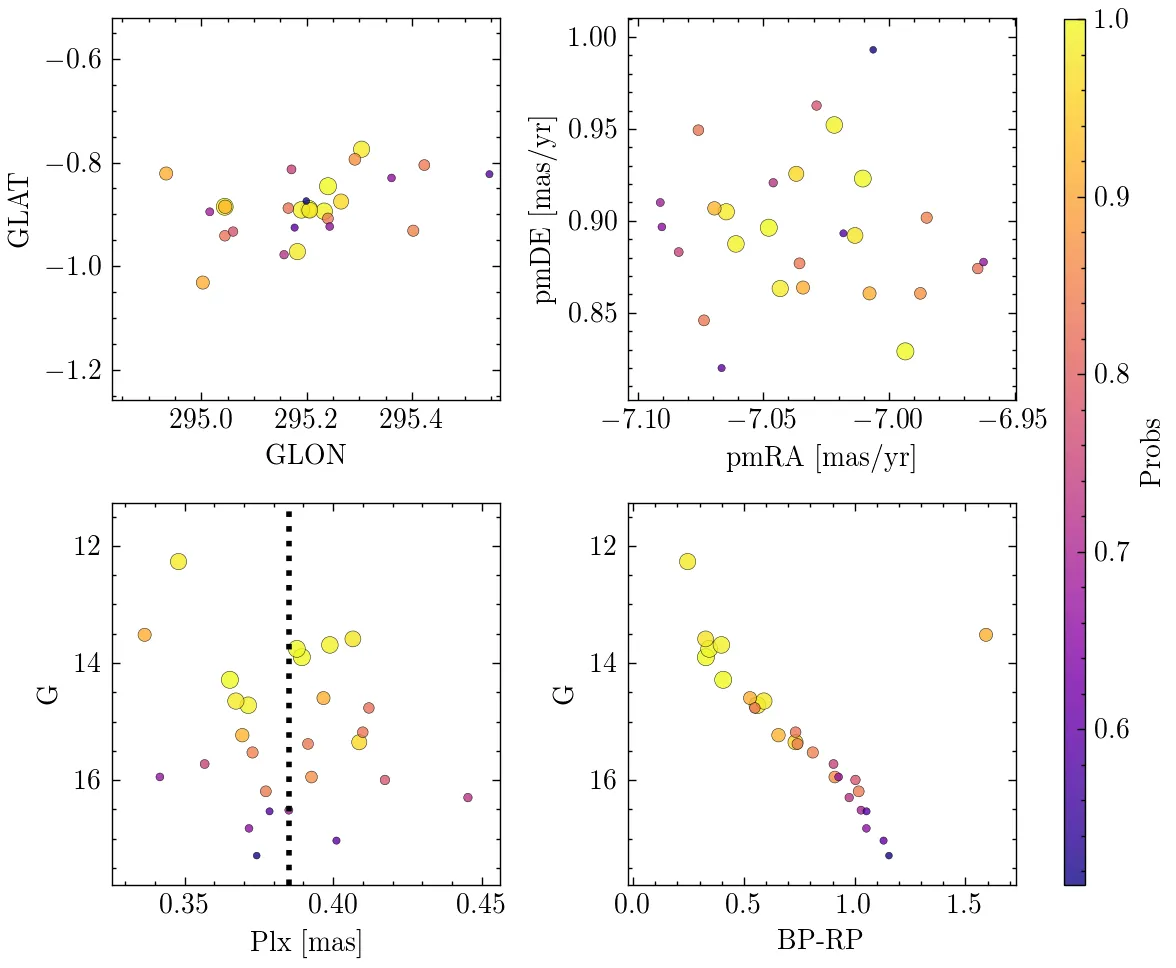 −0.6
−0.8
−1.0
−1.2
GLAT
295.0 295.2 295.4
GLON
1.00
0.95
0.90
0.85
pmDE [mas/yr]
−7.10 −7.05 −7.00 −6.95
pmRA [mas/yr]
12
14
16
G
0.35 0.40 0.45
Plx [mas]
12
14
16
G
0.0 0.5 1.0 1.5
BP-RP
1.0
0.9
0.8
0.7
0.6
Probs